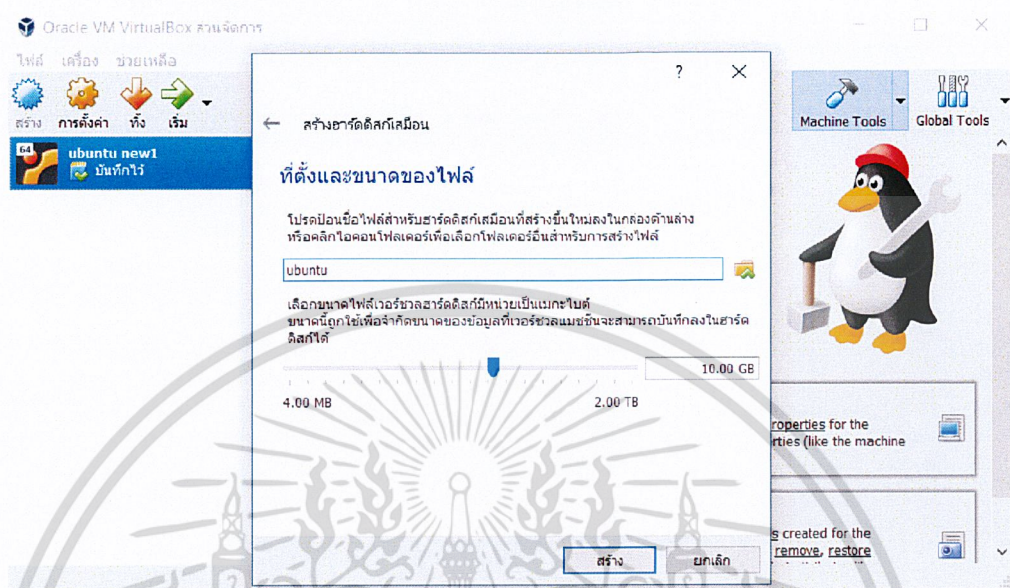 Oracle VM VirtualBox ตัวจัดการ
ไฟล์ เครื่อง ช่วยเหลือ
สร้าง การตั้งค่า ทิ้ง เริ่ม
Machine Tools Global Tools
64 ubuntu new1
บันทึกไว้
? ×
← สร้างฮาร์ดดิสก์เสมือน
ที่ตั้งและขนาดของไฟล์
โปรดป้อนชื่อไฟล์สำหรับฮาร์ดดิสก์เสมือนที่สร้างขึ้นใหม่ลงในกล่องด้านล่าง
หรือคลิกไอคอนโฟลเดอร์เพื่อเลือกโฟลเดอร์อื่นสำหรับการสร้างไฟล์
ubuntu
เลือกขนาดไฟล์เวอร์ชวลฮาร์ดดิสก์มีหน่วยเป็นเมกะไบต์
ขนาดนี้ถูกใช้เพื่อจำกัดขนาดของข้อมูลที่เวอร์ชวลแมชชีนจะสามารถบันทึกลงในฮาร์ด
ดิสก์ได้
10.00 GB
4.00 MB 2.00 TB
roperties for the
rties (like the machine
s created for the
remove, restore
สร้าง ยกเลิก